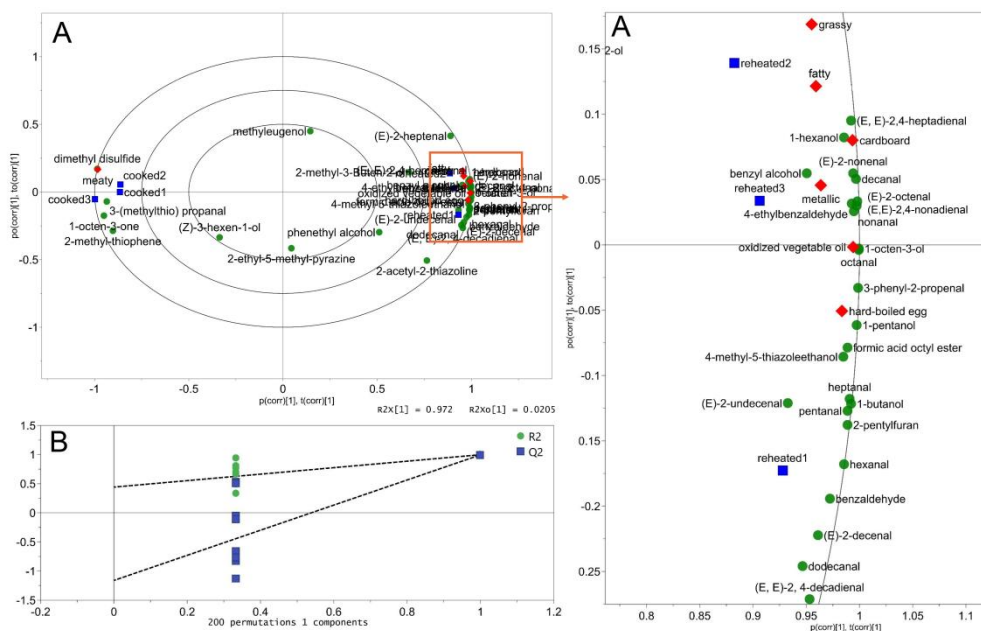 A
po(corr)[1], to(corr)[1]
1
0.5
0
-0.5
-1
methyleugenol
(E)-2-heptenal
dimethyl disulfide
cooked2
meaty
cooked1
cooked3
3-(methylthio) propanal
1-octen-3-one
2-methyl-thiophene
(Z)-3-hexen-1-ol
phenethyl alcohol
2-ethyl-5-methyl-pyrazine
2-acetyl-2-thiazoline
oxidized vegetable oil
reheated1
(E)-2-undecenal
hexanal
dodecanal
(E)-2-decenal
-1
-0.5
0
0.5
1
p(corr)[1], t(corr)[1]
R2X[1] = 0.972
R2Xo[1] = 0.0205
B
R2
Q2
1.5
1
0.5
0
-0.5
-1
-1.5
-0.2
0
0.2
0.4
0.6
0.8
1
1.2
200 permutations 1 components
A
po(corr)[1], to(corr)[1]
0.15
0.1
0.05
0
-0.05
-0.1
0.15
-0.2
0.25
grassy
2-ol
reheated2
fatty
(E, E)-2,4-heptadienal
1-hexanol
cardboard
(E)-2-nonenal
benzyl alcohol
decanal
reheated3
metallic
(E)-2-octenal
4-ethylbenzaldehyde
(E,E)-2,4-nonadienal
nonanal
oxidized vegetable oil
1-octen-3-ol
octanal
3-phenyl-2-propenal
hard-boiled egg
1-pentanol
formic acid octyl ester
4-methyl-5-thiazoleethanol
heptanal
(E)-2-undecenal
1-butanol
pentanal
2-pentylfuran
reheated1
hexanal
benzaldehyde
(E)-2-decenal
dodecanal
(E, E)-2, 4-decadienal
0.8
0.85
0.9
0.95
1
1.05
1.1
p(corr)[1], t(corr)[1]